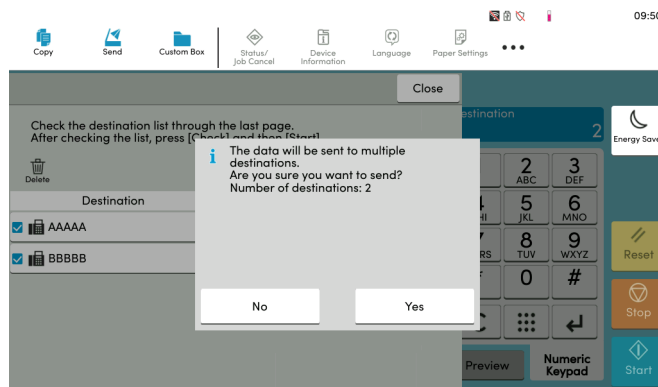 09:50
Copy
Send
Custom Box
Status/
Job Cancel
Device
Information
Language
Paper Settings
Close
Check the destination list through the last page.
After checking the list, press [Check] and then [Start].
Delete
Destination
AAAAA
BBBBB
The data will be sent to multiple
destinations.
Are you sure you want to send?
Number of destinations: 2
No
Yes
estination
2
2
ABC
3
DEF
HI
5
JKL
6
MNO
RS
8
TUV
9
WXYZ
0
#
C
Preview
Numeric
Keypad
Energy Save
Reset
Stop
Start